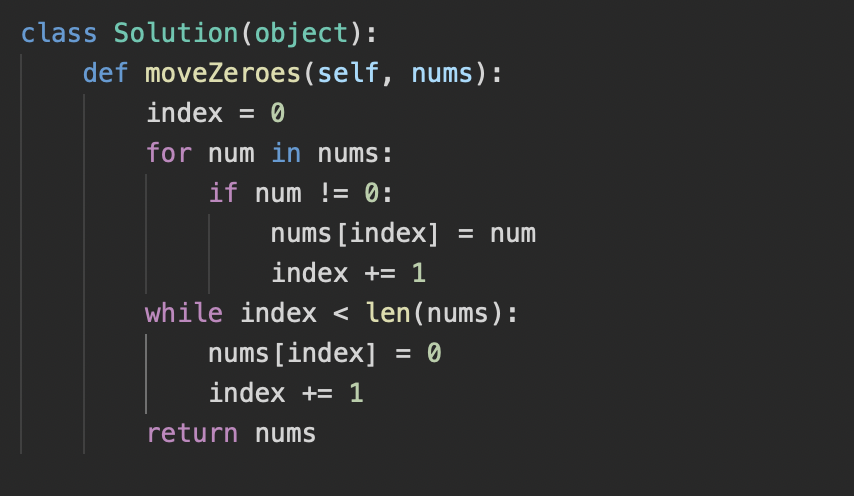 class Solution(object):
    def moveZeroes(self, nums):
        index = 0
        for num in nums:
            if num != 0:
                nums[index] = num
                index += 1
        while index < len(nums):
            nums[index] = 0
            index += 1
        return nums